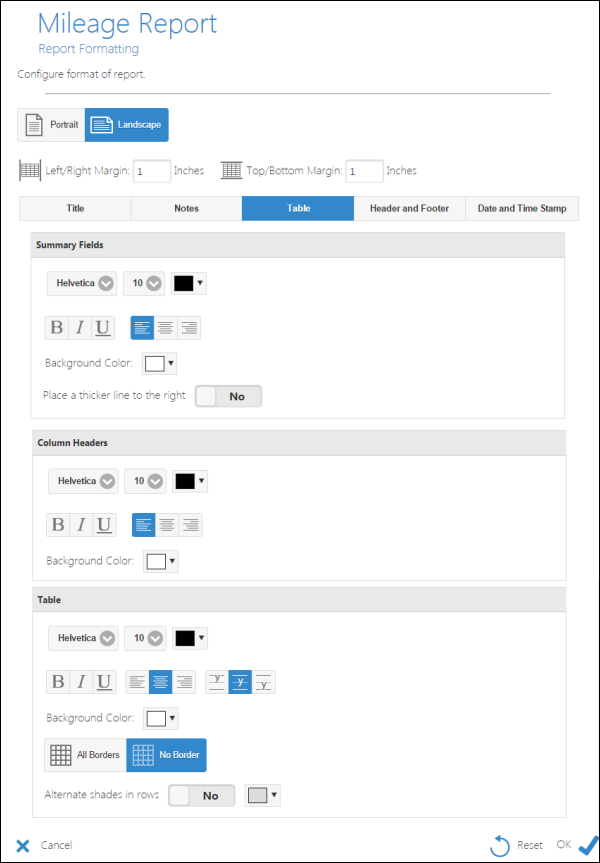 Mileage Report
Report Formatting
Configure format of report.
Portrait Landscape
Left/Right Margin: 1 Inches Top/Bottom Margin: 1 Inches
Title Notes Table Header and Footer Date and Time Stamp
Summary Fields
Helvetica 10
B I U
Background Color:
Place a thicker line to the right No
Column Headers
Helvetica 10
B I U
Background Color:
Table
Helvetica 10
B I U y y y
Background Color:
All Borders No Border
Alternate shades in rows No
Cancel Reset OK